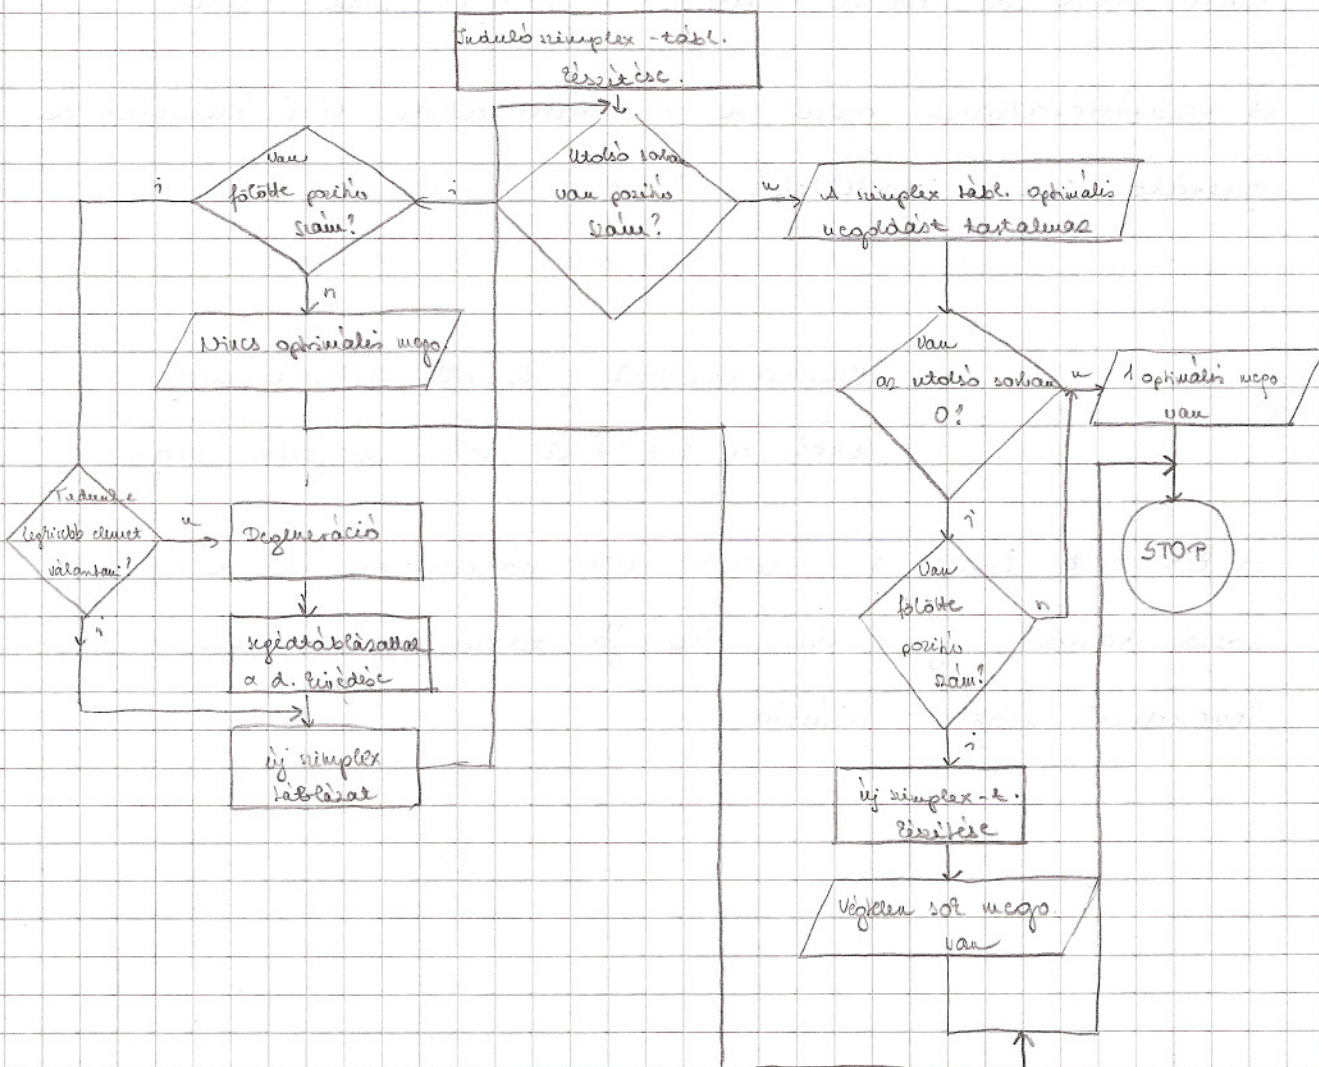 Induló szimplex-tábl.
készítése.
Utolsó sorban
van pozitív
szám?
i
n
Van
fölötte pozitív
szám?
i
n
A szimplex tábl. optimális
megoldást tartalmaz
Nincs optimális mego.
Van
az utolsó sorban
0?
n
i
1 optimális mego
van
STOP
Tudunk-e
legkisebb elemet
választani?
n
i
Degeneráció
segédtáblázattal
a d. kivédése
új szimplex
táblázat
Van
fölötte
pozitív
szám?
n
i
új szimplex-t.
készítése
Végtelen sok mego
van